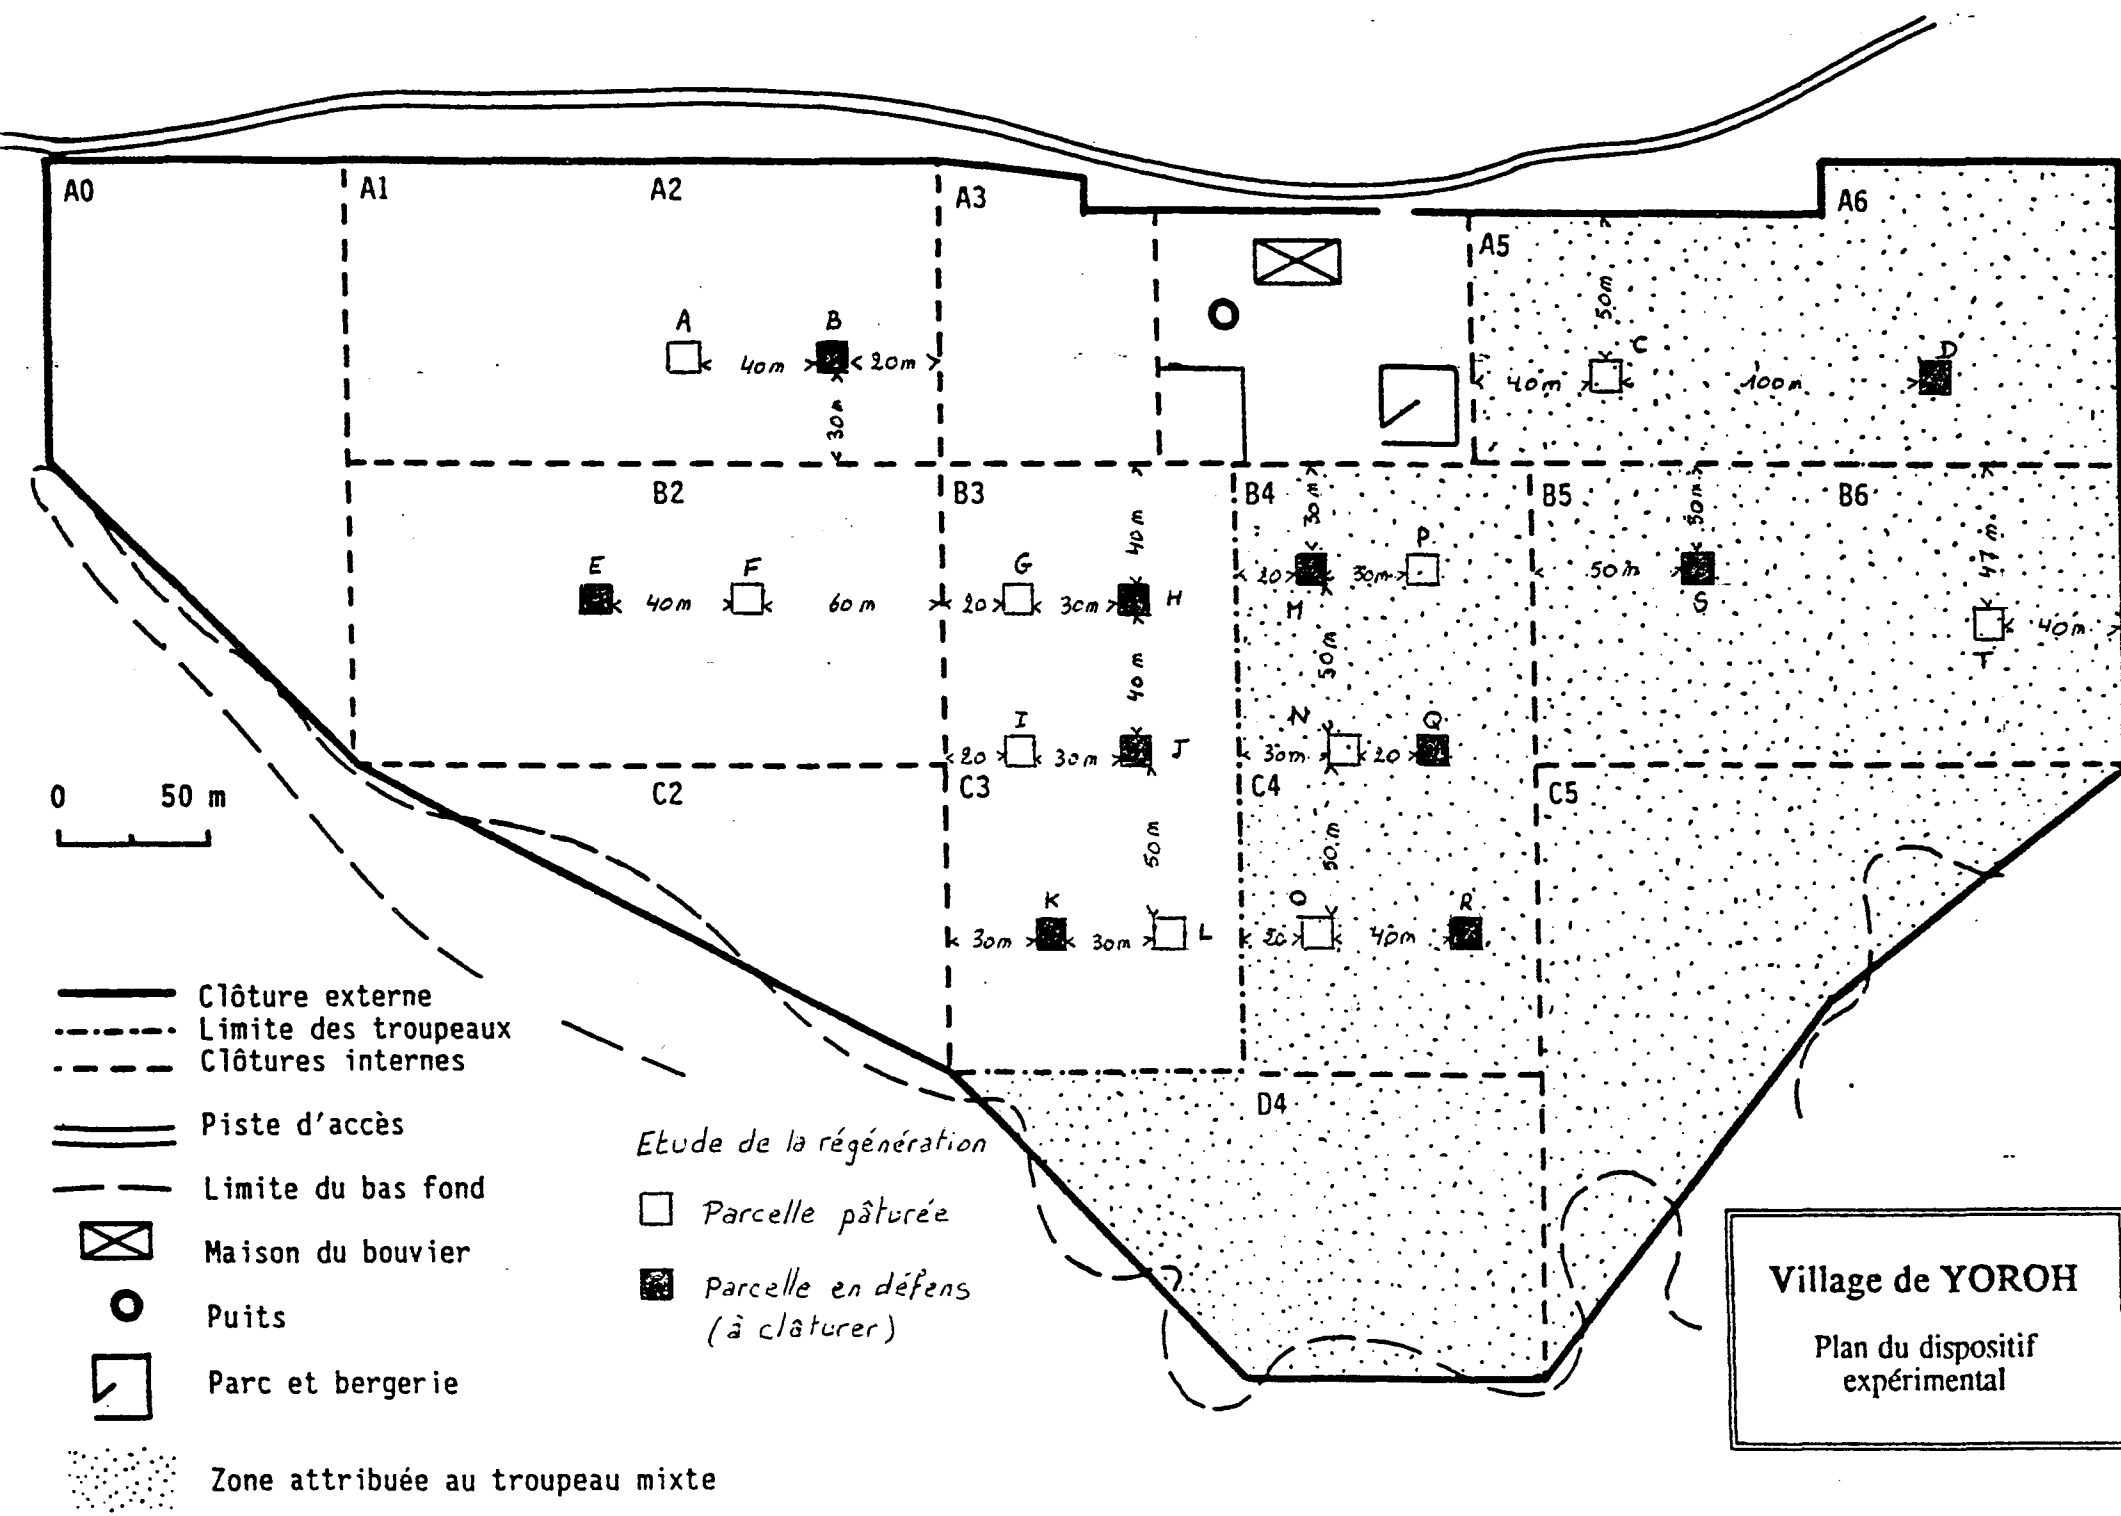 A0
A1
A2
A3
A5
A6
50m
A
B
C
D
40m
20m
40m
100m
30m
B2
B3
B4
B5
B6
40m
30m
50m
47 m
E
F
G
H
M
P
S
T
40m
60m
20
30m
20
30m
50m
40m
40m
50m
I
J
N
Q
20
30m
30m
20
C2
C3
C4
C5
0 50 m
50m
50m
K
L
O
R
30m
30m
20
40m
D4
Clôture externe
Limite des troupeaux
Clôtures internes
Piste d'accès
Limite du bas fond
Maison du bouvier
Puits
Parc et bergerie
Zone attribuée au troupeau mixte
Etude de la régénération
Parcelle pâturée
Parcelle en défens
(à clâturer)
Village de YOROH
Plan du dispositif
expérimental